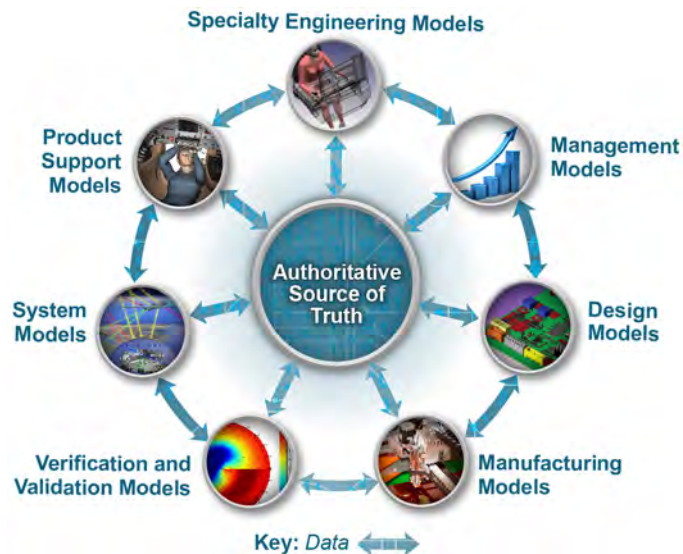 Specialty Engineering Models
Product
Support
Models
Management
Models
Authoritative
Source of
Truth
System
Models
Design
Models
Verification and
Validation Models
Manufacturing
Models
Key: Data